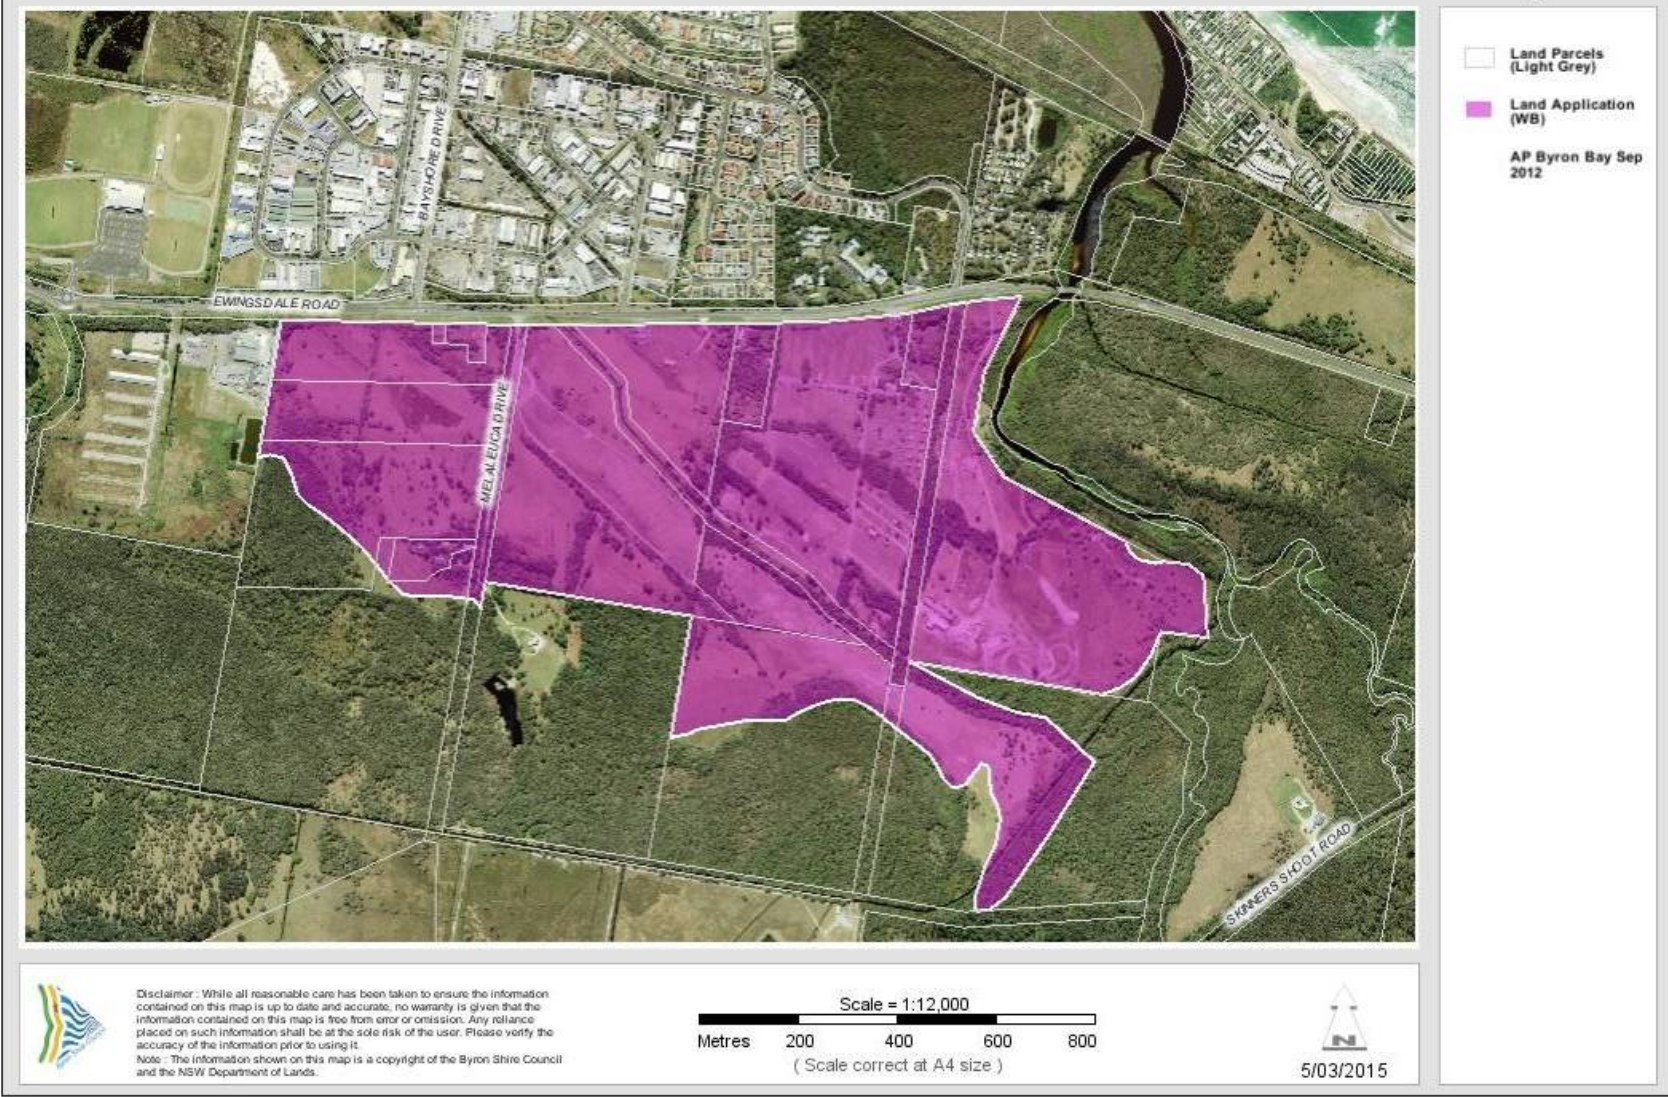 Land Parcels
(Light Grey)
Land Application
(WB)
AP Byron Bay Sep
2012
BAYSHORE DRIVE
EWINGSDALE ROAD
MELALEUCA DRIVE
SKINNERS SHOOT ROAD
Disclaimer : While all reasonable care has been taken to ensure the information
contained on this map is up to date and accurate, no warranty is given that the
information contained on this map is free from error or omission. Any reliance
placed on such information shall be at the sole risk of the user. Please verify the
accuracy of the information prior to using it.
Note : The information shown on this map is a copyright of the Byron Shire Council
and the NSW Department of Lands.
Scale = 1:12,000
Metres 200 400 600 800
( Scale correct at A4 size )
N
5/03/2015